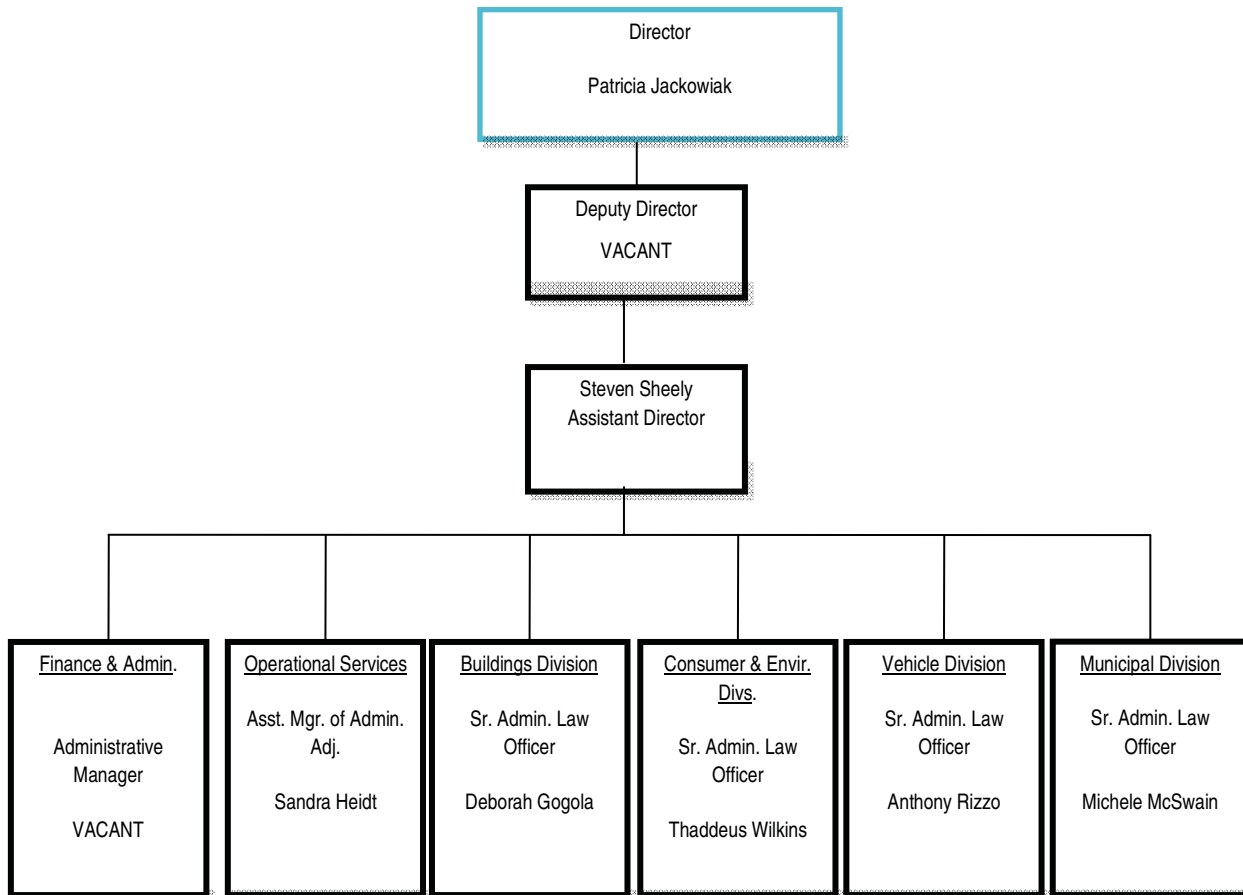 Director
Patricia Jackowiak
Deputy Director
VACANT
Steven Sheely
Assistant Director
Finance & Admin.
Administrative
Manager
VACANT
Operational Services
Asst. Mgr. of Admin.
Adj.
Sandra Heidt
Buildings Division
Sr. Admin. Law
Officer
Deborah Gogola
Consumer & Envir.
Divs.
Sr. Admin. Law
Officer
Thaddeus Wilkins
Vehicle Division
Sr. Admin. Law
Officer
Anthony Rizzo
Municipal Division
Sr. Admin. Law
Officer
Michele McSwain